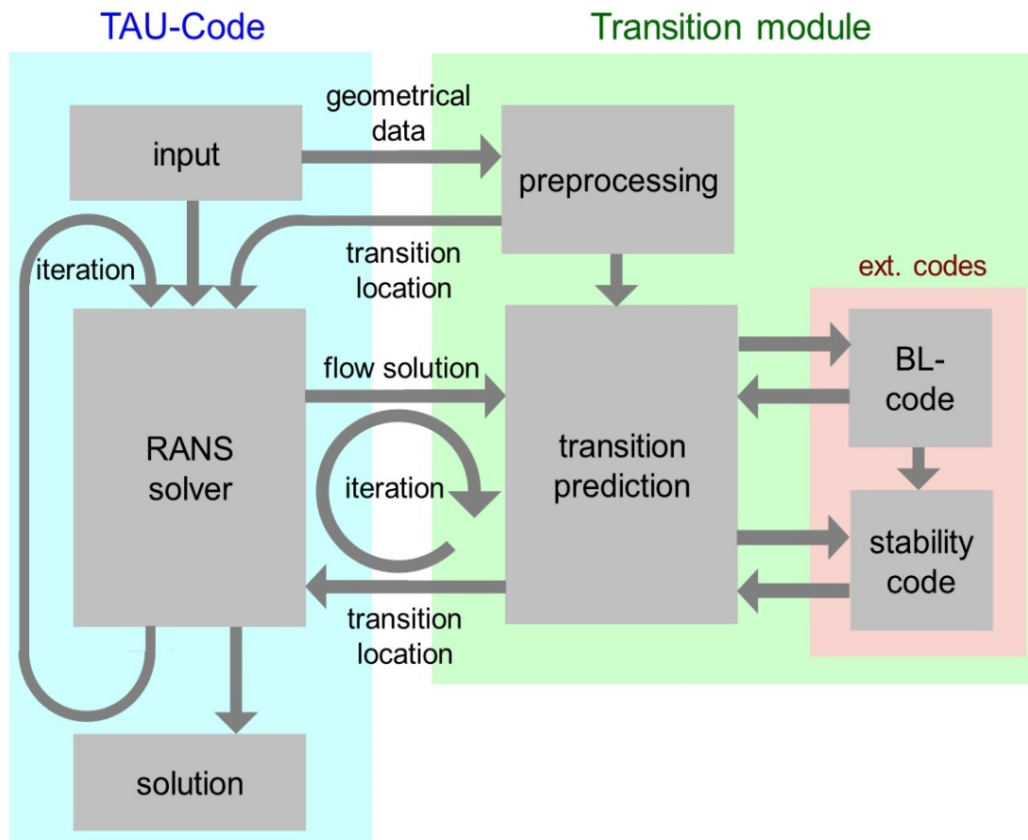 TAU-Code
Transition module
geometrical
data
input
preprocessing
iteration
transition
location
ext. codes
flow solution
BL-
code
RANS
solver
iteration
transition
prediction
stability
code
transition
location
solution